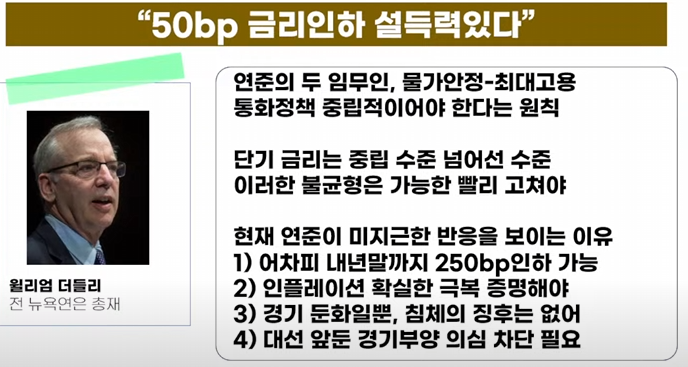 “50bp 금리인하 설득력있다”
연준의 두 임무인, 물가안정-최대고용
통화정책 중립적이어야 한다는 원칙
단기 금리는 중립 수준 넘어선 수준
이러한 불균형은 가능한 빨리 고쳐야
현재 연준이 미지근한 반응을 보이는 이유
1) 어차피 내년말까지 250bp인하 가능
2) 인플레이션 확실한 극복 증명해야
3) 경기 둔화일뿐, 침체의 징후는 없어
4) 대선 앞둔 경기부양 의심 차단 필요
윌리엄 더들리
전 뉴욕연은 총재